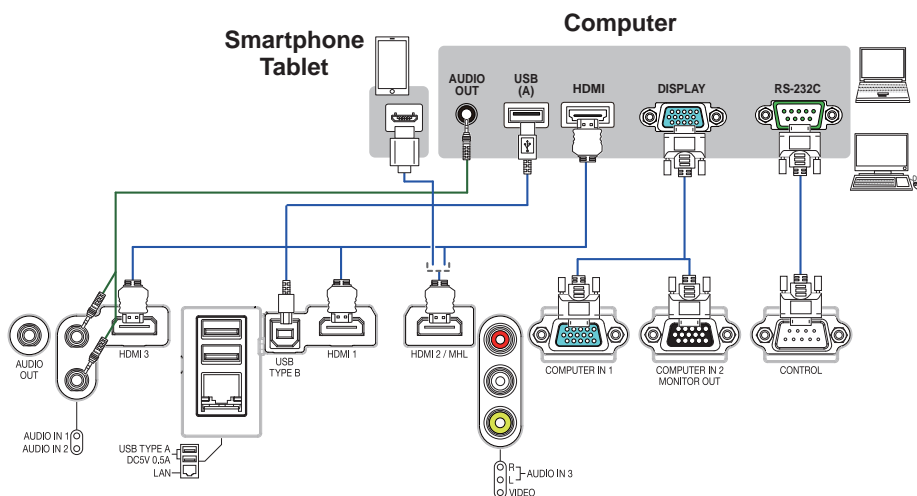 Smartphone
Tablet
Computer
AUDIO
OUT
USB
(A)
HDMI
DISPLAY
RS-232C
AUDIO
OUT
HDMI 3
USB
TYPE B
HDMI 1
HDMI 2 / MHL
COMPUTER IN 1
COMPUTER IN 2
MONITOR OUT
CONTROL
AUDIO IN 1
AUDIO IN 2
USB TYPE A
DC5V 0.5A
LAN
R
L
AUDIO IN 3
VIDEO